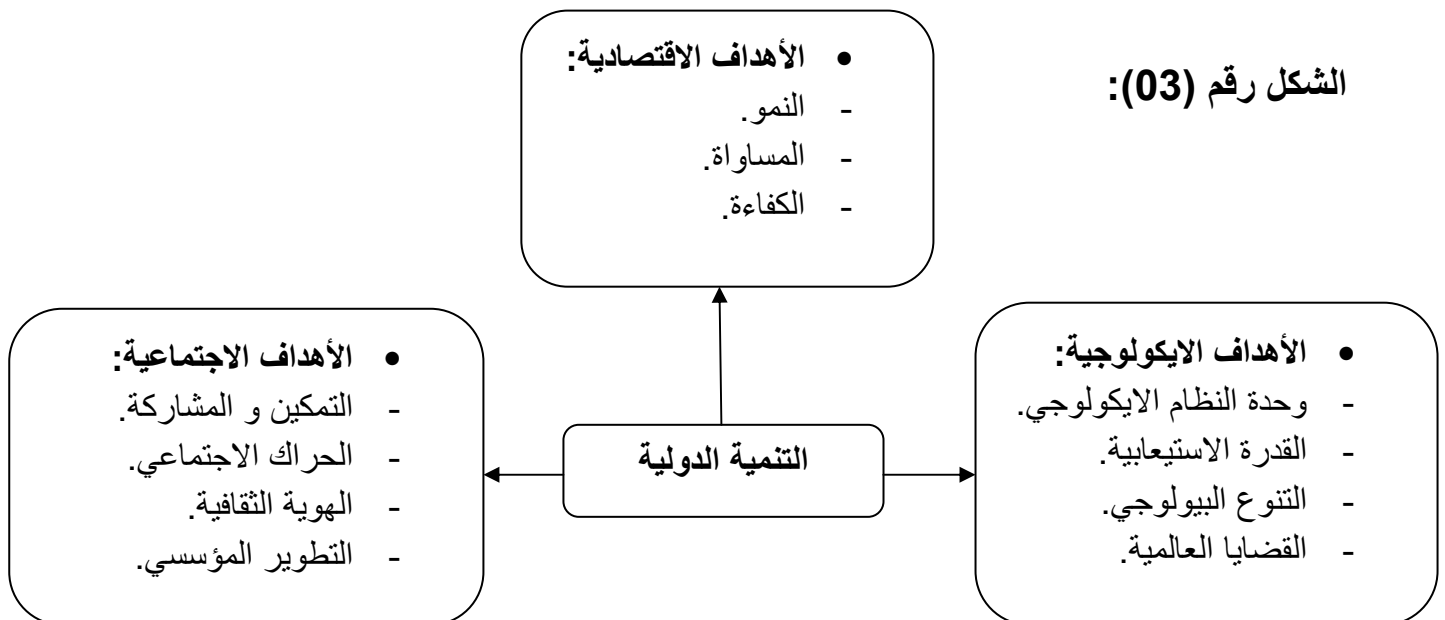 الشكل رقم (03):
• الأهداف الاقتصادية:
- النمو.
- المساواة.
- الكفاءة.
• الأهداف الايكولوجية:
- وحدة النظام الايكولوجي.
- القدرة الاستيعابية.
- التنوع البيولوجي.
- القضايا العالمية.
التنمية الدولية
• الأهداف الاجتماعية:
- التمكين و المشاركة.
- الحراك الاجتماعي.
- الهوية الثقافية.
- التطوير المؤسسي.